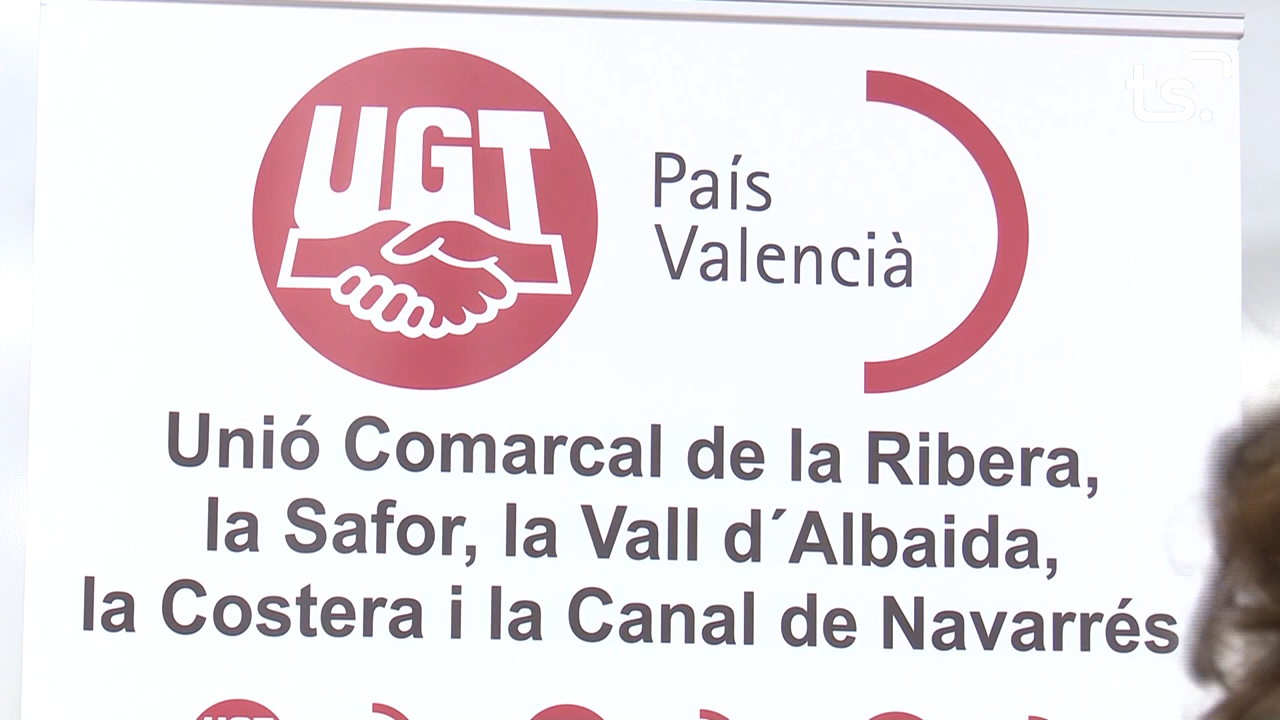 UGT
País
Valencià
ts.
Unió Comarcal de la Ribera,
la Safor, la Vall d´Albaida,
la Costera i la Canal de Navarrés
UGT